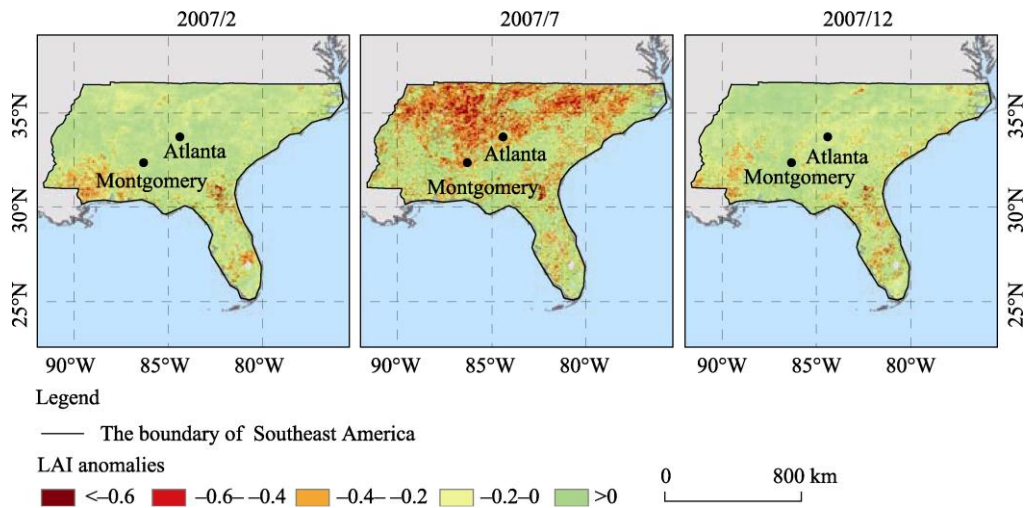 2007/2 2007/7 2007/12
35°N 35°N
Atlanta Atlanta Atlanta
Montgomery Montgomery Montgomery
30°N 30°N
25°N 25°N
90°W 85°W 80°W 90°W 85°W 80°W 90°W 85°W 80°W
Legend
The boundary of Southeast America
LAI anomalies
0 800 km
<–0.6 –0.6– –0.4 –0.4– –0.2 –0.2–0 >0